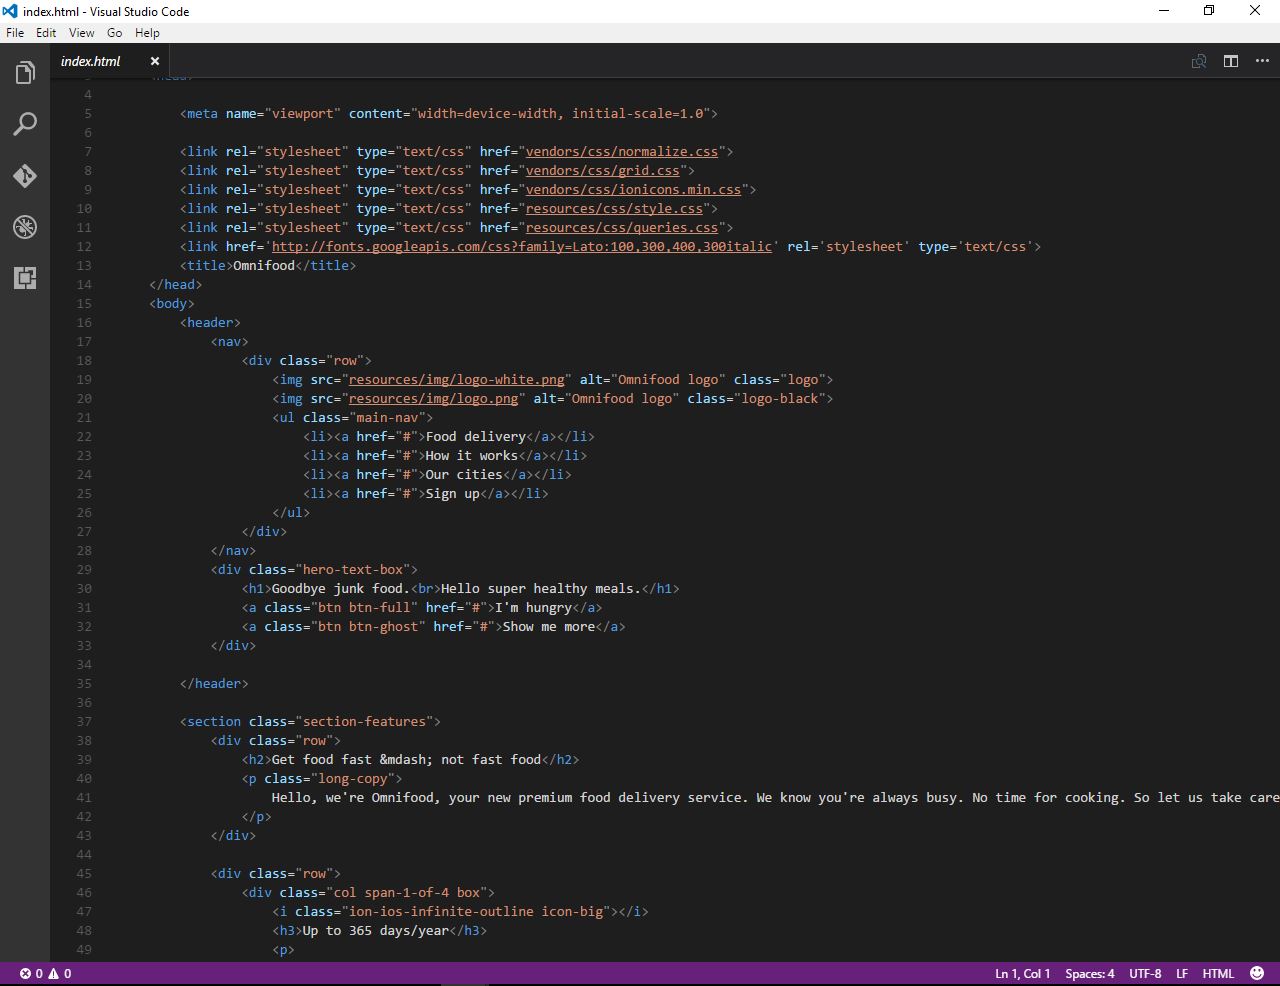 index.html - Visual Studio Code
File Edit View Go Help
index.html
4
5 <meta name="viewport" content="width=device-width, initial-scale=1.0">
6
7 <link rel="stylesheet" type="text/css" href="vendors/css/normalize.css">
8 <link rel="stylesheet" type="text/css" href="vendors/css/grid.css">
9 <link rel="stylesheet" type="text/css" href="vendors/css/ionicons.min.css">
10 <link rel="stylesheet" type="text/css" href="resources/css/style.css">
11 <link rel="stylesheet" type="text/css" href="resources/css/queries.css">
12 <link href='http://fonts.googleapis.com/css?family=Lato:100,300,400,300italic' rel='stylesheet' type='text/css'>
13 <title>Omnifood</title>
14 </head>
15 <body>
16 <header>
17 <nav>
18 <div class="row">
19 <img src="resources/img/logo-white.png" alt="Omnifood logo" class="logo">
20 <img src="resources/img/logo.png" alt="Omnifood logo" class="logo-black">
21 <ul class="main-nav">
22 <li><a href="#">Food delivery</a></li>
23 <li><a href="#">How it works</a></li>
24 <li><a href="#">Our cities</a></li>
25 <li><a href="#">Sign up</a></li>
26 </ul>
27 </div>
28 </nav>
29 <div class="hero-text-box">
30 <h1>Goodbye junk food.<br>Hello super healthy meals.</h1>
31 <a class="btn btn-full" href="#">I'm hungry</a>
32 <a class="btn btn-ghost" href="#">Show me more</a>
33 </div>
34
35 </header>
36
37 <section class="section-features">
38 <div class="row">
39 <h2>Get food fast &mdash; not fast food</h2>
40 <p class="long-copy">
41 Hello, we're Omnifood, your new premium food delivery service. We know you're always busy. No time for cooking. So let us take care
42 </p>
43 </div>
44
45 <div class="row">
46 <div class="col span-1-of-4 box">
47 <i class="ion-ios-infinite-outline icon-big"></i>
48 <h3>Up to 365 days/year</h3>
49 <p>
0 0 Ln 1, Col 1 Spaces: 4 UTF-8 LF HTML